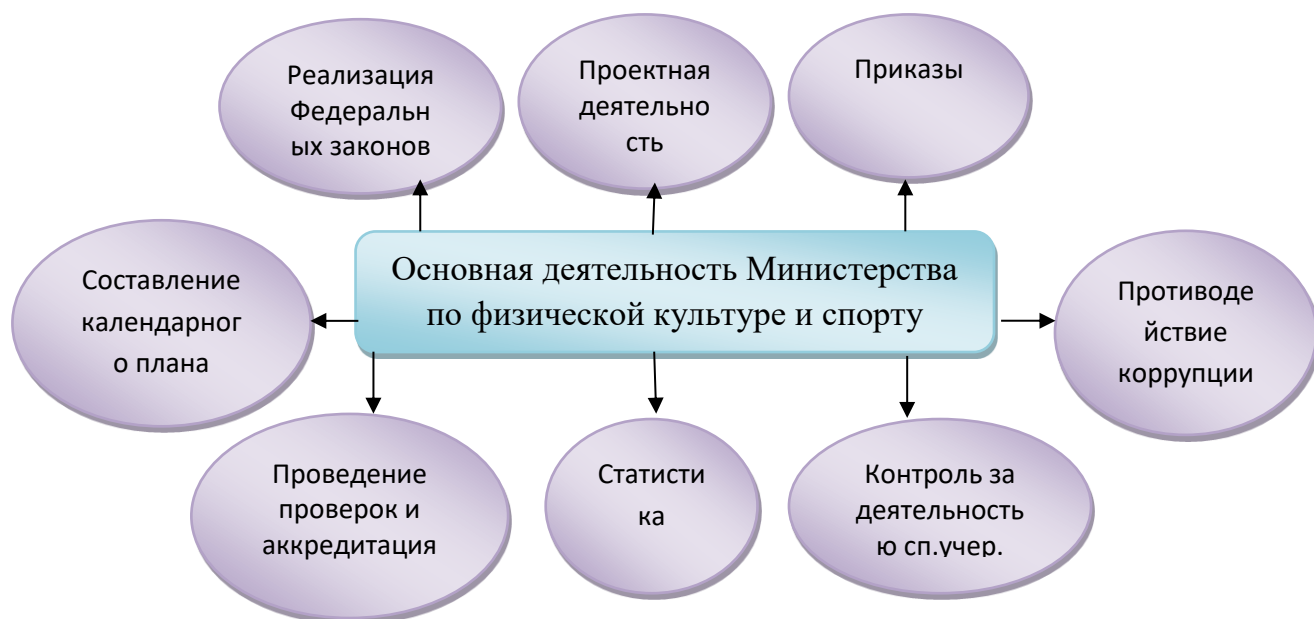 Реализация
Федеральн
ых законов
Проектная
деятельно
сть
Приказы
Основная деятельность Министерства
по физической культуре и спорту
Составление
календарног
о плана
Противоде
йствие
коррупции
Проведение
проверок и
аккредитация
Статисти
ка
Контроль за
деятельность
ю сп.учер.